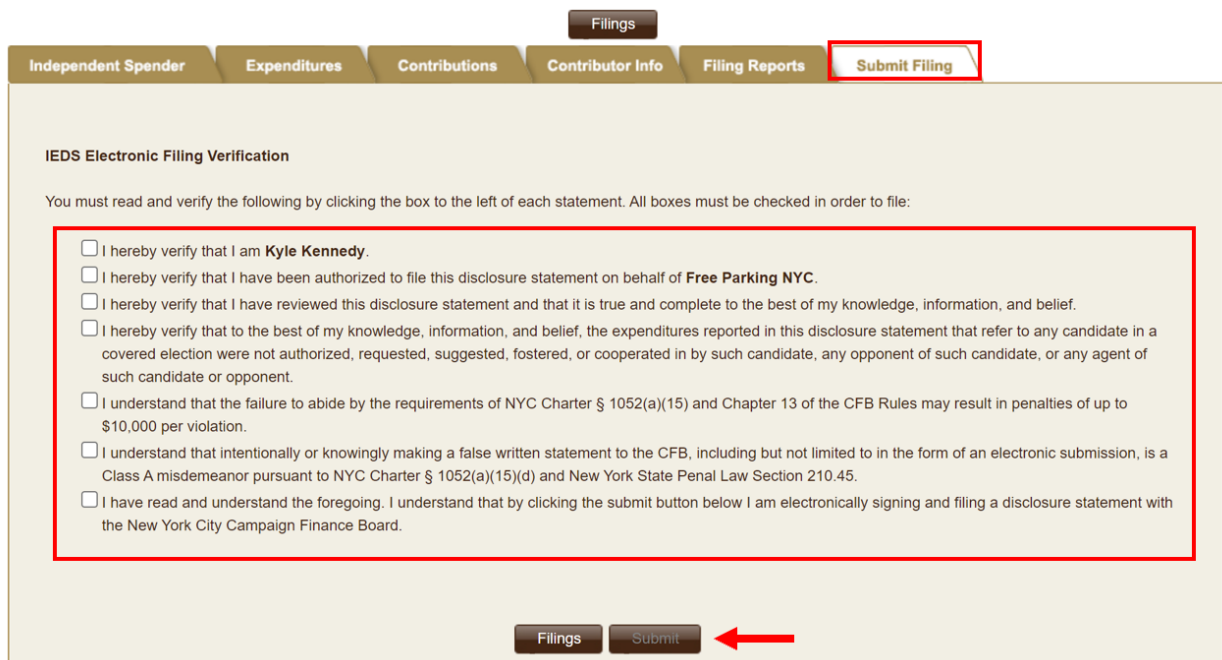 Filings
Independent Spender
Expenditures
Contributions
Contributor Info
Filing Reports
Submit Filing
IEDS Electronic Filing Verification
You must read and verify the following by clicking the box to the left of each statement. All boxes must be checked in order to file:
I hereby verify that I am Kyle Kennedy.
I hereby verify that I have been authorized to file this disclosure statement on behalf of Free Parking NYC.
I hereby verify that I have reviewed this disclosure statement and that it is true and complete to the best of my knowledge, information, and belief.
I hereby verify that to the best of my knowledge, information, and belief, the expenditures reported in this disclosure statement that refer to any candidate in a
covered election were not authorized, requested, suggested, fostered, or cooperated in by such candidate, any opponent of such candidate, or any agent of
such candidate or opponent.
I understand that the failure to abide by the requirements of NYC Charter § 1052(a)(15) and Chapter 13 of the CFB Rules may result in penalties of up to
$10,000 per violation.
I understand that intentionally or knowingly making a false written statement to the CFB, including but not limited to in the form of an electronic submission, is a
Class A misdemeanor pursuant to NYC Charter § 1052(a)(15)(d) and New York State Penal Law Section 210.45.
I have read and understand the foregoing. I understand that by clicking the submit button below I am electronically signing and filing a disclosure statement with
the New York City Campaign Finance Board.
Filings
Submit